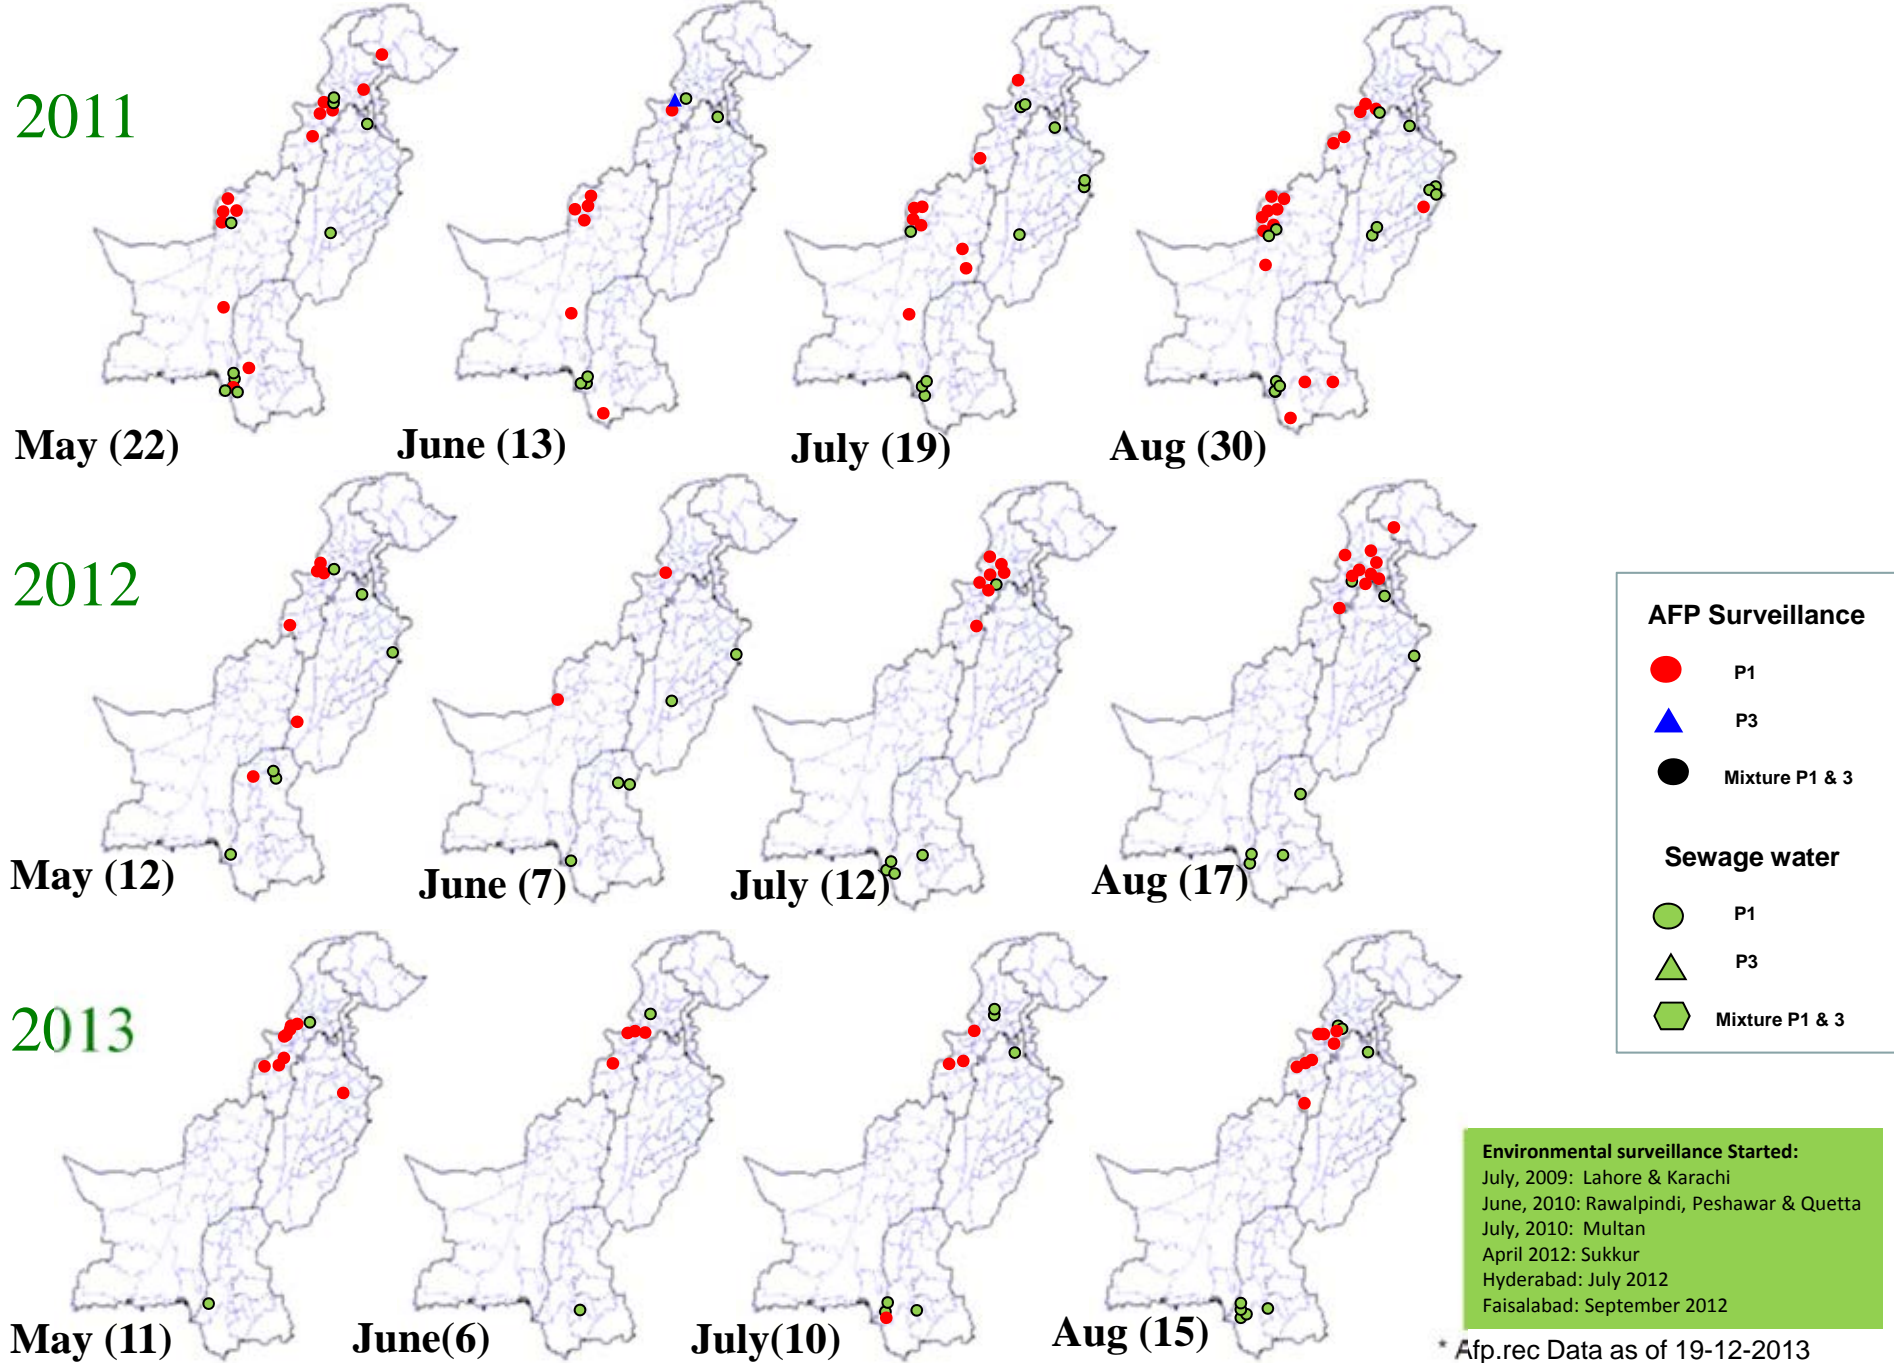 2011
May (22)
June (13)
July (19)
Aug (30)
2012
May (12)
June (7)
July (12)
Aug (17)
2013
May (11)
June(6)
July(10)
Aug (15)
AFP Surveillance
P1
P3
Mixture P1 & 3
Sewage water
P1
P3
Mixture P1 & 3
Environmental surveillance Started:
July, 2009: Lahore & Karachi
June, 2010: Rawalpindi, Peshawar & Quetta
July, 2010: Multan
April 2012: Sukkur
Hyderabad: July 2012
Faisalabad: September 2012
* Afp.rec Data as of 19-12-2013